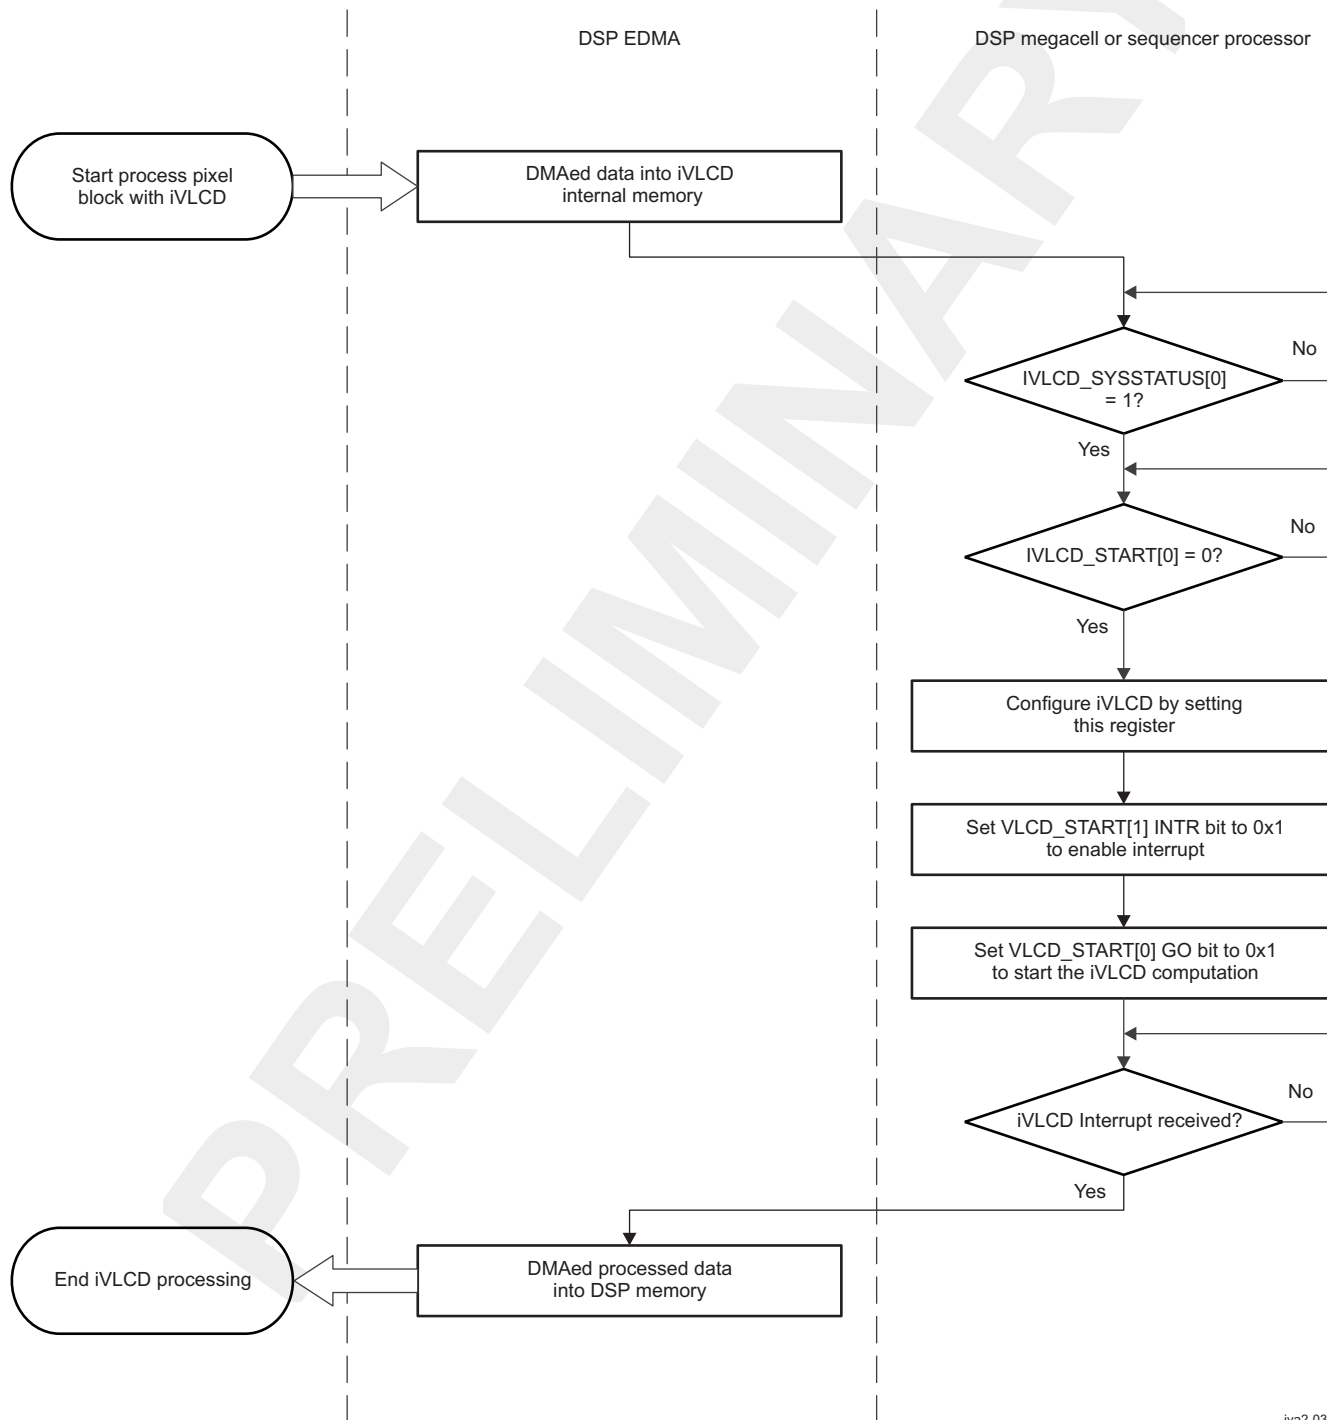 DSP EDMA
DSP megacell or sequencer processor
Start process pixel
block with iVLCD
DMAed data into iVLCD
internal memory
No
IVLCD_SYSSTATUS[0]
= 1?
Yes
No
IVLCD_START[0] = 0?
Yes
Configure iVLCD by setting
this register
Set VLCD_START[1] INTR bit to 0x1
to enable interrupt
Set VLCD_START[0] GO bit to 0x1
to start the iVLCD computation
No
iVLCD Interrupt received?
Yes
End iVLCD processing
DMAed processed data
into DSP memory
PRELIMINARY